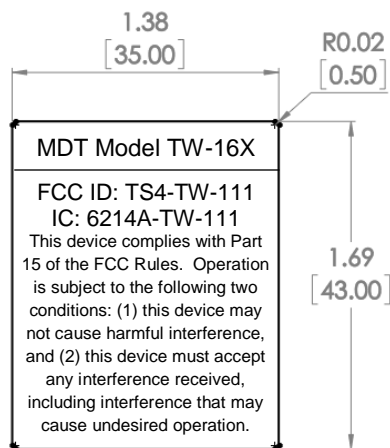 1.38
[35.00]
R0.02
[0.50]
MDT Model TW-16X
FCC ID: TS4-TW-111
IC: 6214A-TW-111
This device complies with Part
15 of the FCC Rules.  Operation
is subject to the following two
conditions: (1) this device may
not cause harmful interference,
and (2) this device must accept
any interference received,
including interference that may
cause undesired operation.
1.69
[43.00]